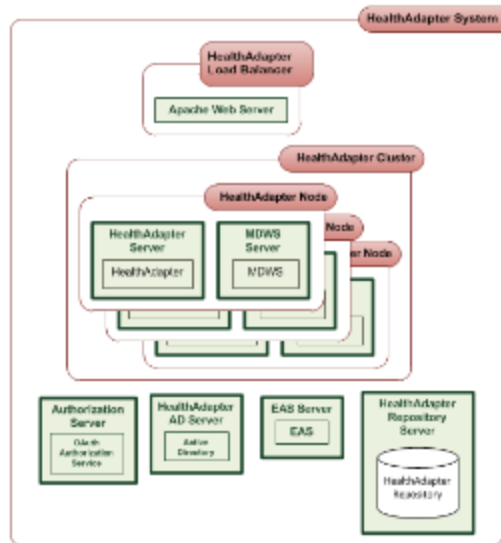 HealthAdapter System
HealthAdapter
Load Balancer
Apache Web Server
HealthAdapter Cluster
HealthAdapter Node
HealthAdapter
Server
HealthAdapter
MDWS
Server
MDWS
Node
Node
Authorization
Server
OAuth
Authorization
Service
HealthAdapter
AD Server
Active
Directory
EAS Server
EAS
HealthAdapter
Repository
Server
HealthAdapter
Repository